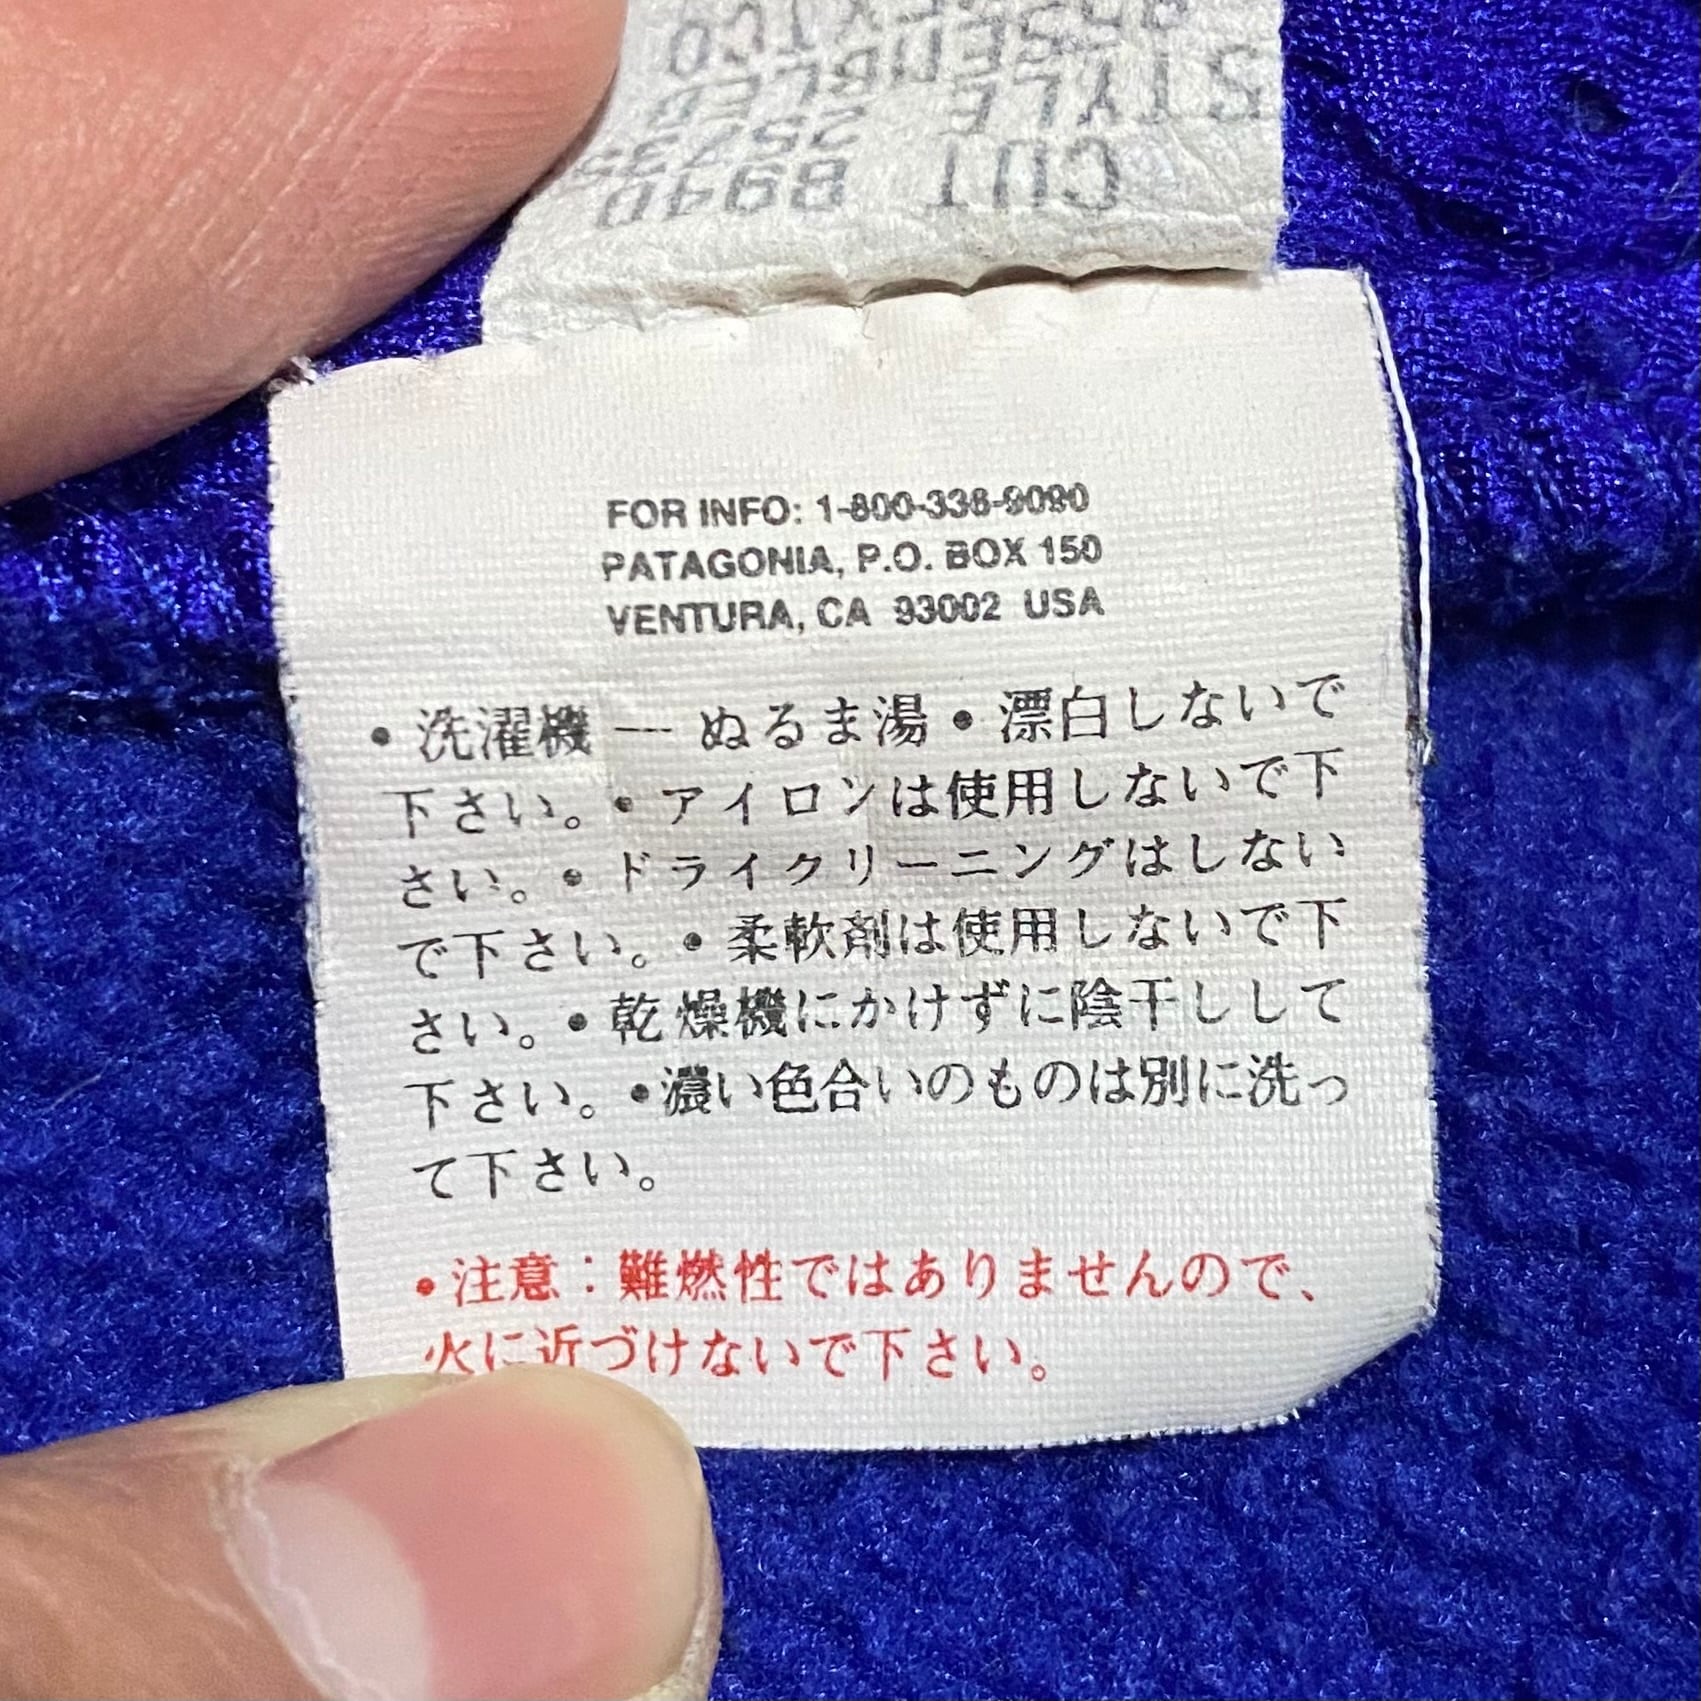 CUT 8940
STYLE
ASSEMBLED
FOR INFO: 1-800-336-9090
PATAGONIA, P.O. BOX 150
VENTURA, CA 93002 USA
• 洗濯機 — ぬるま湯 • 漂白しないで
下さい。• アイロンは使用しないで下
さい。• ドライクリーニングはしない
で下さい。• 柔軟剤は使用しないで下
さい。• 乾燥機にかけずに陰干しして
下さい。• 濃い色合いのものは別に洗っ
て下さい。
• 注意：難燃性ではありませんので、
火に近づけないで下さい。